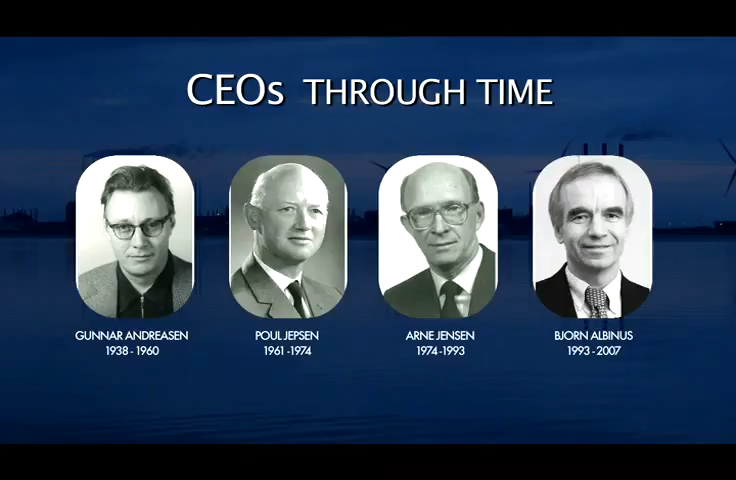 CEOs THROUGH TIME
GUNNAR ANDREASEN
1938 - 1960
POUL JEPSEN
1961 -1974
ARNE JENSEN
1974-1993
BJORN ALBINUS
1993 - 2007